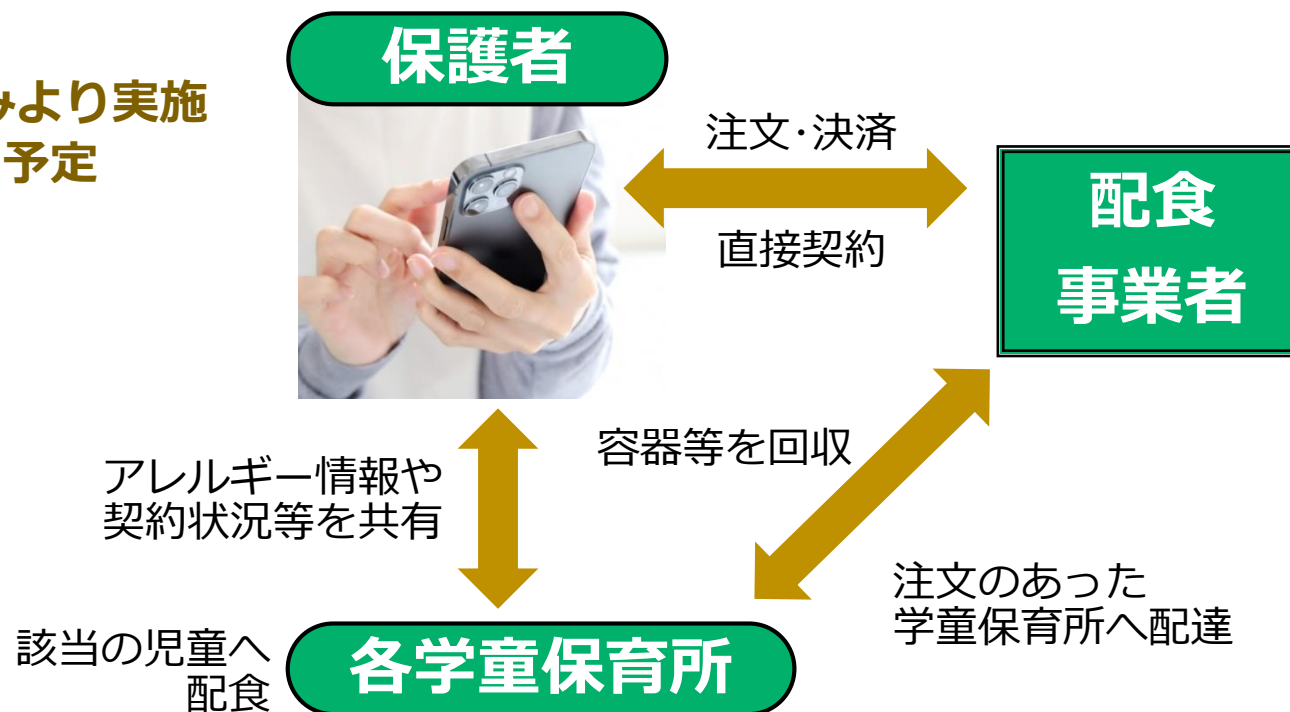 保護者
みより実施
予定
注文・決済
直接契約
配食
事業者
容器等を回収
アレルギー情報や
契約状況等を共有
注文のあった
学童保育所へ配達
該当の児童へ
配食
各学童保育所